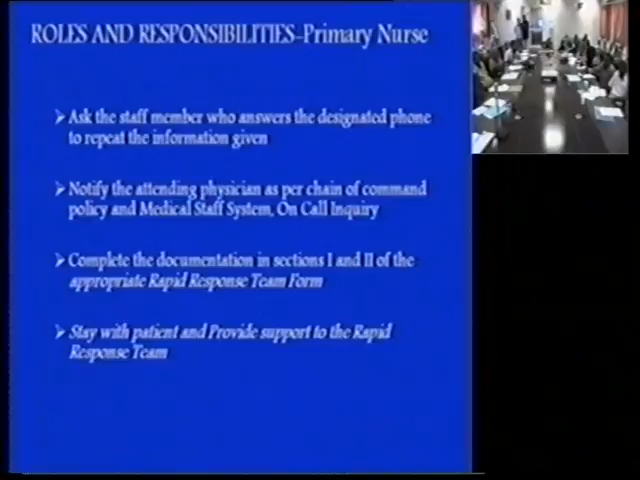 ROLES AND RESPONSIBILITIES-Primary Nurse
➢ Ask the staff member who answers the designated phone
to repeat the information given
➢ Notify the attending physician as per chain of command
policy and Medical Staff System, On Call Inquiry
➢ Complete the documentation in sections I and II of the
appropriate Rapid Response Team Form
➢ Stay with patient and Provide support to the Rapid
Response Team